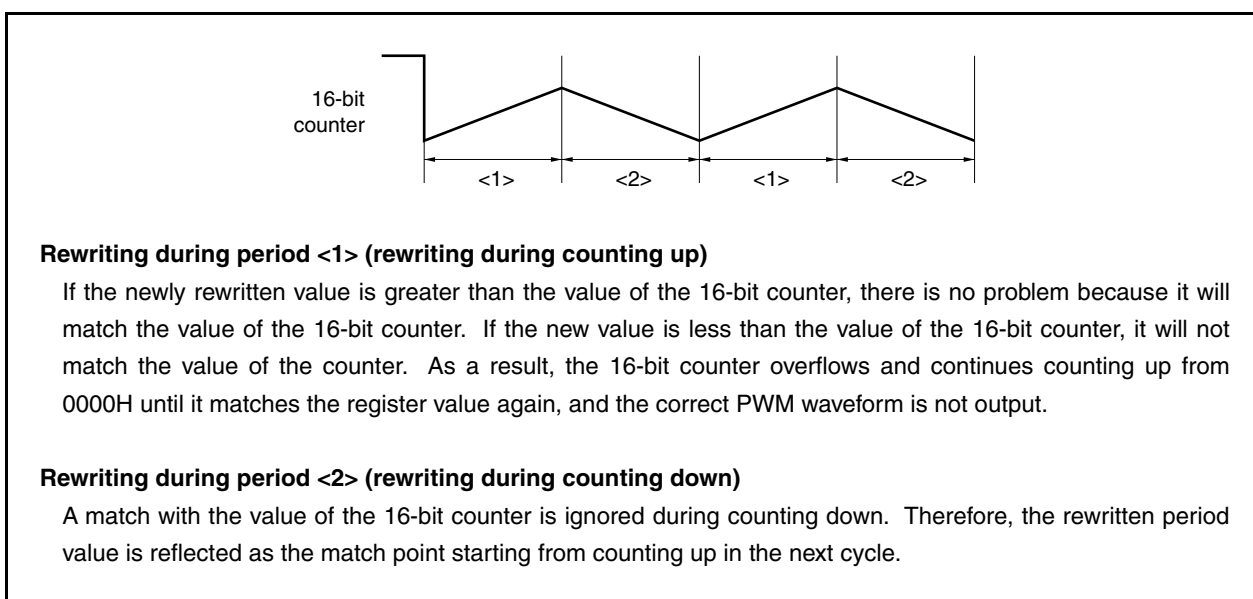 16-bit
counter
<1>
<2>
<1>
<2>
Rewriting during period <1> (rewriting during counting up)
If the newly rewritten value is greater than the value of the 16-bit counter, there is no problem because it will
match the value of the 16-bit counter. If the new value is less than the value of the 16-bit counter, it will not
match the value of the counter. As a result, the 16-bit counter overflows and continues counting up from
0000H until it matches the register value again, and the correct PWM waveform is not output.
Rewriting during period <2> (rewriting during counting down)
A match with the value of the 16-bit counter is ignored during counting down. Therefore, the rewritten period
value is reflected as the match point starting from counting up in the next cycle.